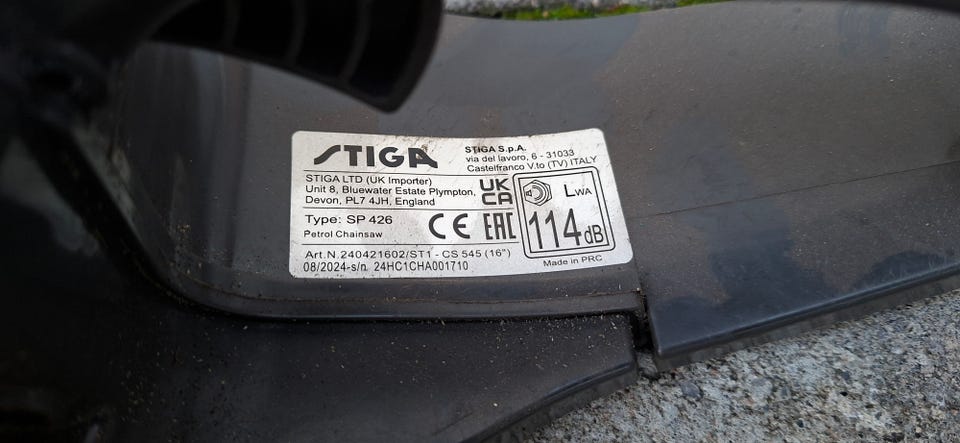 STIGA
STIGA S.p.A.
via del lavoro, 6 - 31033
Castelfranco V.to (TV) ITALY
STIGA LTD (UK Importer)
Unit 8, Bluewater Estate Plympton,
Devon, PL7 4JH, England
UK
CA
Type: SP 426
Petrol Chainsaw
CE EAC
LWA
114 dB
Art.N.240421602/ST1 - CS 545 (16")
08/2024-s/n 24HC1CHA001710
Made in PRC